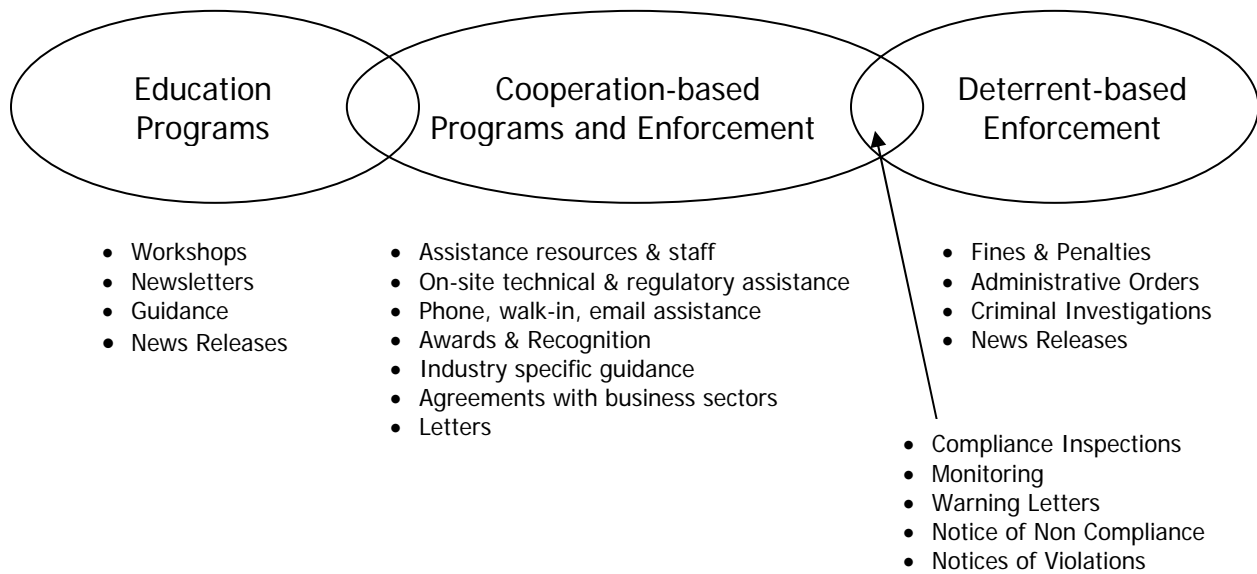 Education
Programs
Cooperation-based
Programs and Enforcement
Deterrent-based
Enforcement
• Workshops
• Newsletters
• Guidance
• News Releases
• Assistance resources & staff
• On-site technical & regulatory assistance
• Phone, walk-in, email assistance
• Awards & Recognition
• Industry specific guidance
• Agreements with business sectors
• Letters
• Fines & Penalties
• Administrative Orders
• Criminal Investigations
• News Releases
• Compliance Inspections
• Monitoring
• Warning Letters
• Notice of Non Compliance
• Notices of Violations